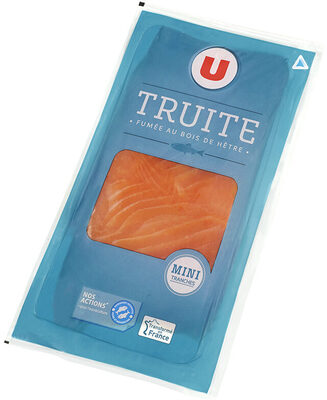 U
TRUITE
FUMÉE AU BOIS DE HÊTRE
MINI
TRANCHES
NOS
ACTIONS*
Transformé
en
France